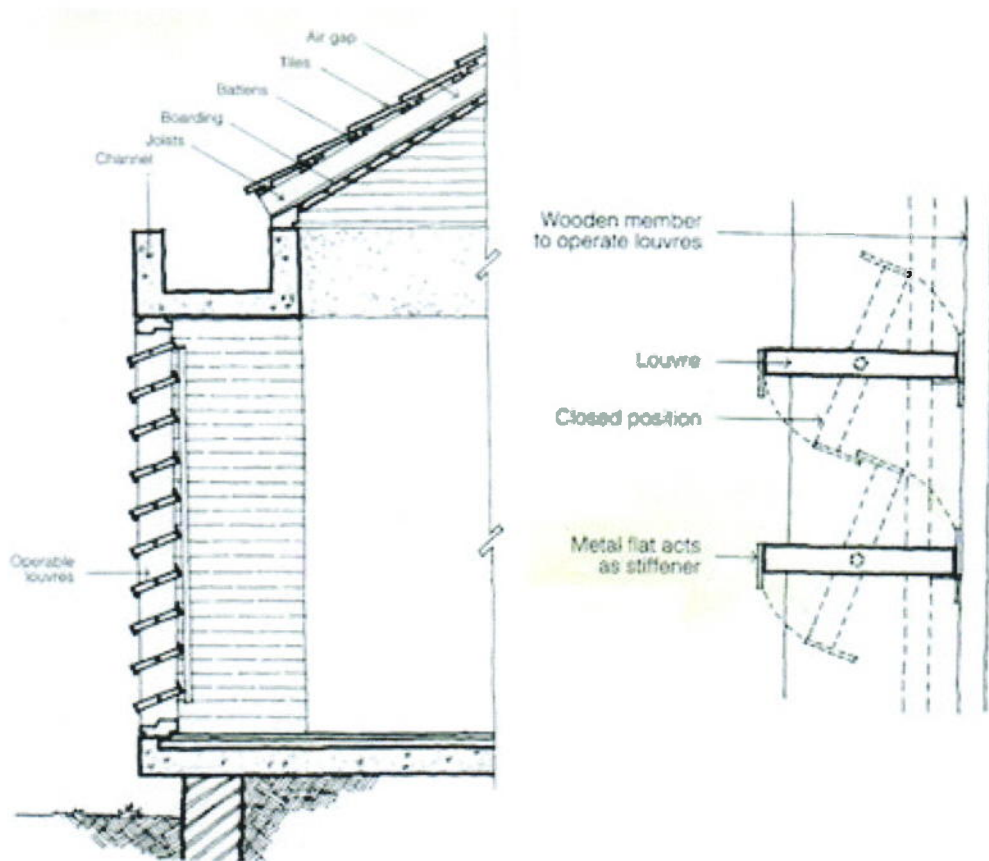 Air gap
Tiles
Battens
Boarding
Joists
Channel
Operable
louvres
Wooden member
to operate louvres
Louvre
Closed position
Metal flat acts
as stiffener